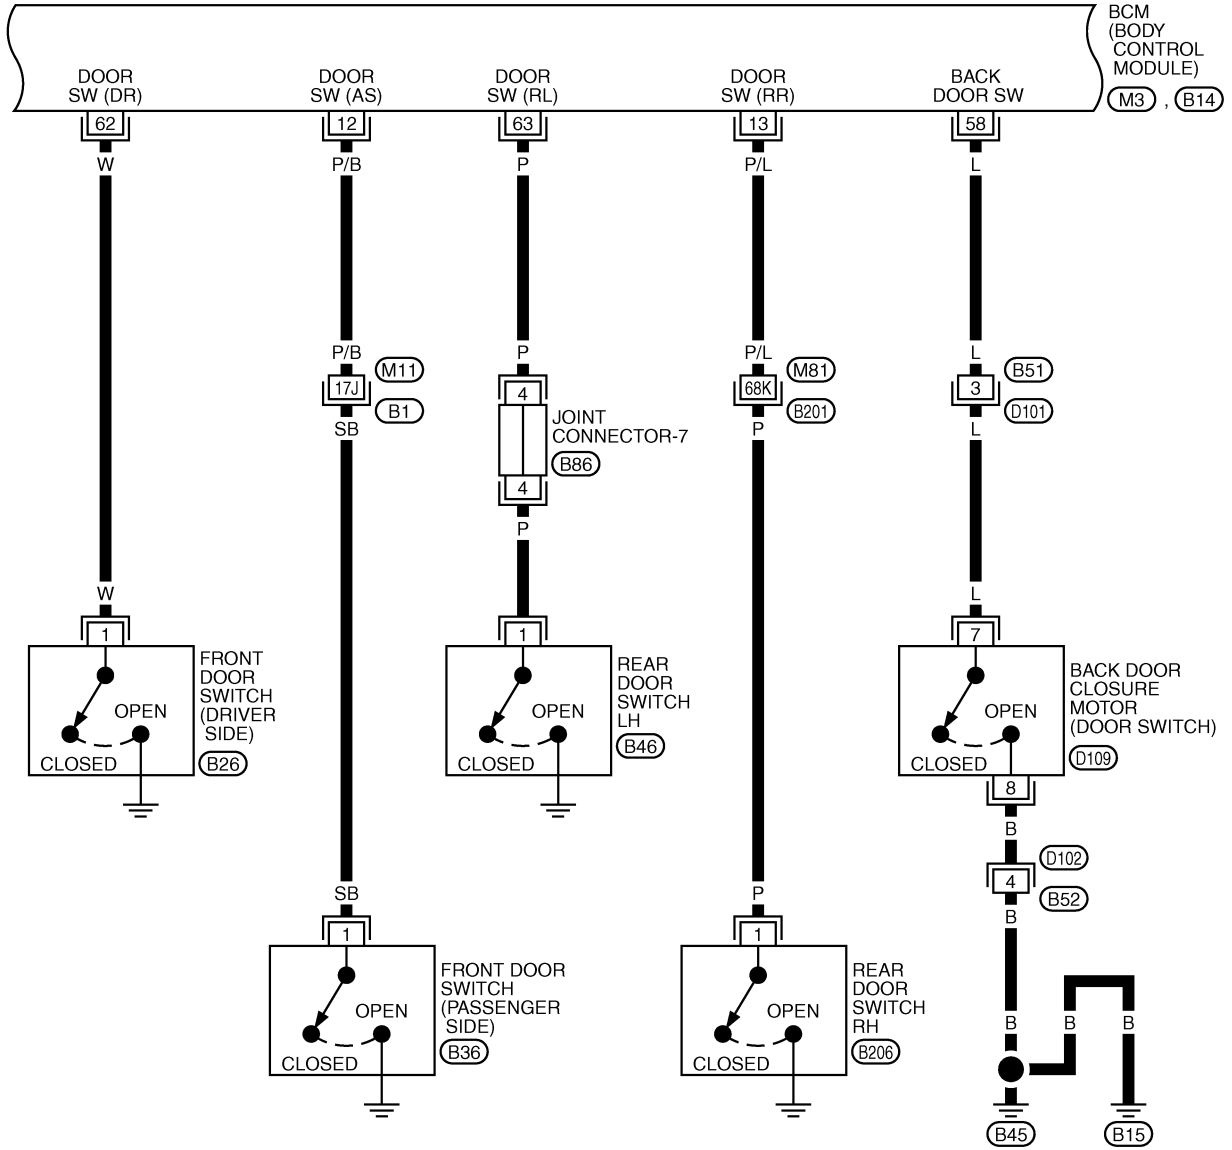 BCM
(BODY
CONTROL
MODULE)
M3 , B14
DOOR
SW (DR)
DOOR
SW (AS)
DOOR
SW (RL)
DOOR
SW (RR)
BACK
DOOR SW
62
12
63
13
58
W
P/B
P
P/L
L
P/B
P
P/L
L
M11
M81
B51
17J
4
68K
3
B1
B201
D101
SB
P
L
JOINT
CONNECTOR-7
B86
4
P
W
L
1
1
7
FRONT
DOOR
SWITCH
(DRIVER
SIDE)
B26
OPEN
CLOSED
REAR
DOOR
SWITCH
LH
B46
OPEN
CLOSED
BACK DOOR
CLOSURE
MOTOR
(DOOR SWITCH)
D109
OPEN
CLOSED
8
B
D102
4
B52
B
SB
P
1
1
FRONT DOOR
SWITCH
(PASSENGER
SIDE)
B36
OPEN
CLOSED
REAR
DOOR
SWITCH
RH
B206
OPEN
CLOSED
B
B
B
B45
B15